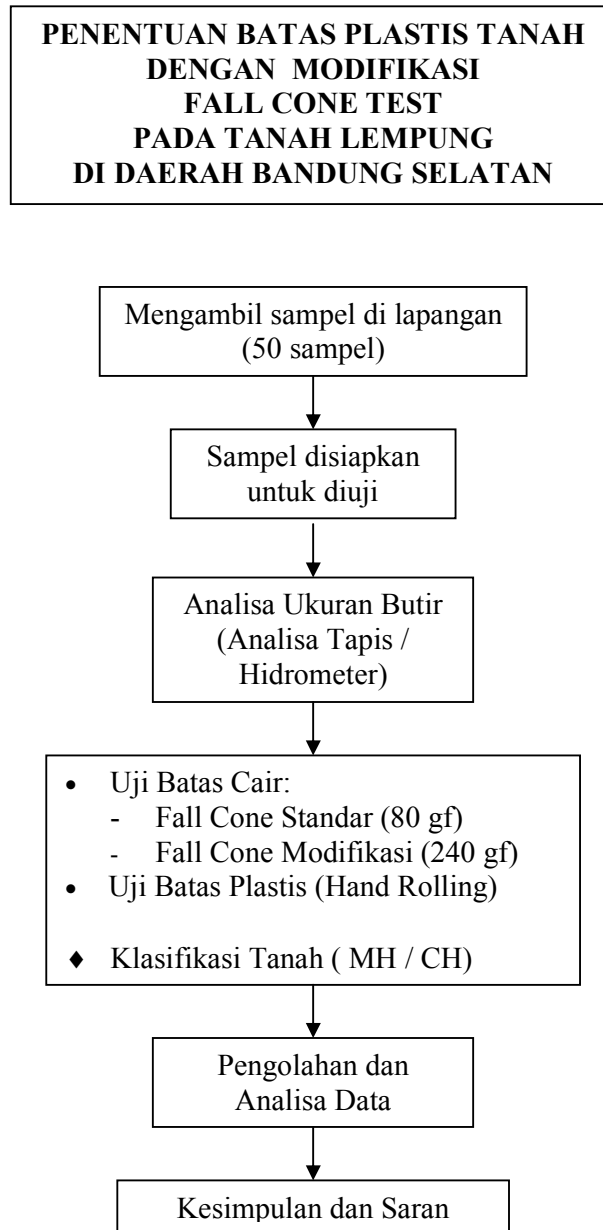 PENENTUAN BATAS PLASTIS TANAH
DENGAN MODIFIKASI
FALL CONE TEST
PADA TANAH LEMPUNG
DI DAERAH BANDUNG SELATAN
Mengambil sampel di lapangan
(50 sampel)
Sampel disiapkan
untuk diuji
Analisa Ukuran Butir
(Analisa Tapis /
Hidrometer)
• Uji Batas Cair:
- Fall Cone Standar (80 gf)
- Fall Cone Modifikasi (240 gf)
• Uji Batas Plastis (Hand Rolling)
♦ Klasifikasi Tanah ( MH / CH)
Pengolahan dan
Analisa Data
Kesimpulan dan Saran